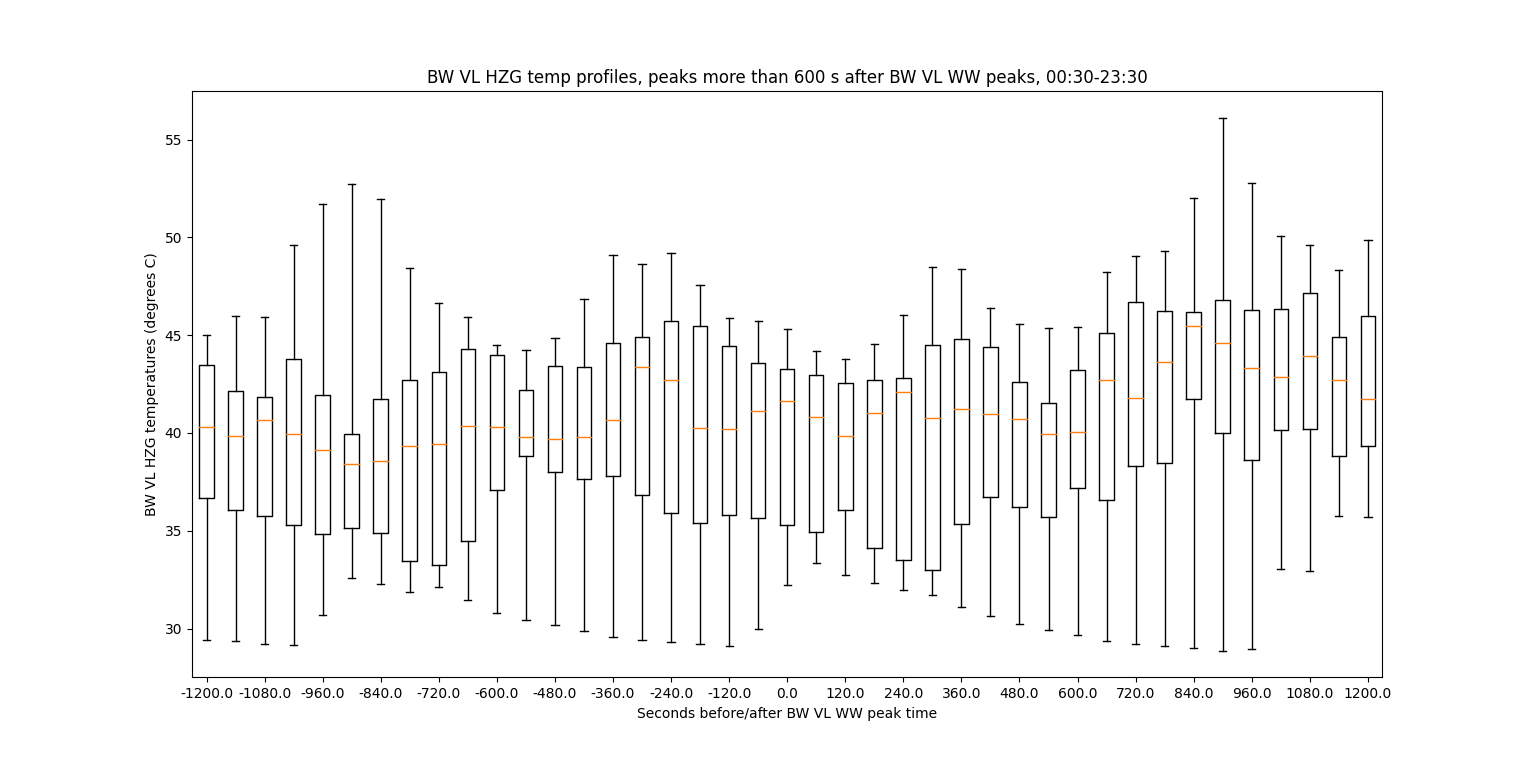 BW VL HZG temp profiles, peaks more than 600 s after BW VL WW peaks, 00:30-23:30
BW VL HZG temperatures (degrees C)
55
50
45
40
35
30
-1200.0 -1080.0 -960.0 -840.0 -720.0 -600.0 -480.0 -360.0 -240.0 -120.0 0.0 120.0 240.0 360.0 480.0 600.0 720.0 840.0 960.0 1080.0 1200.0
Seconds before/after BW VL WW peak time